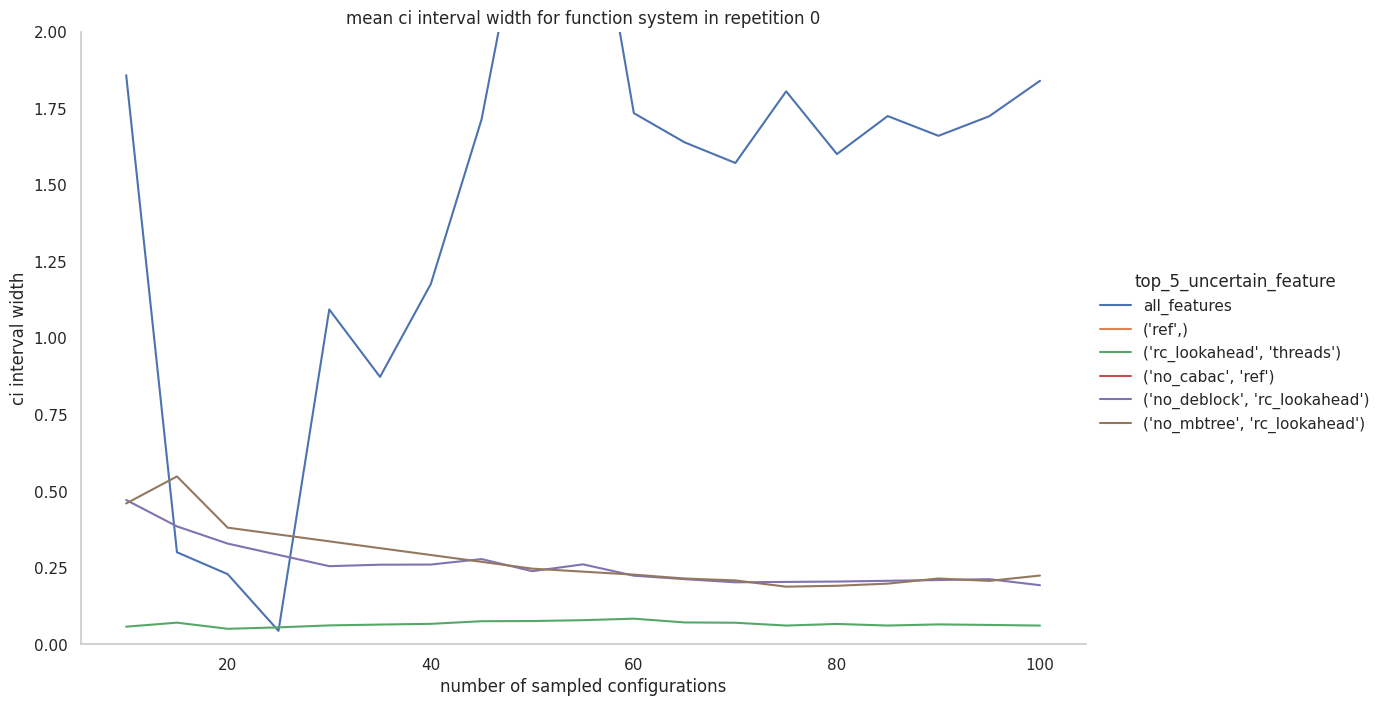 mean ci interval width for function system in repetition 0
2.00
1.75
1.50
1.25
1.00
0.75
0.50
0.25
0.00
ci interval width
20
40
60
80
100
number of sampled configurations
top_5_uncertain_feature
all_features
('ref',)
('rc_lookahead', 'threads')
('no_cabac', 'ref')
('no_deblock', 'rc_lookahead')
('no_mbtree', 'rc_lookahead')